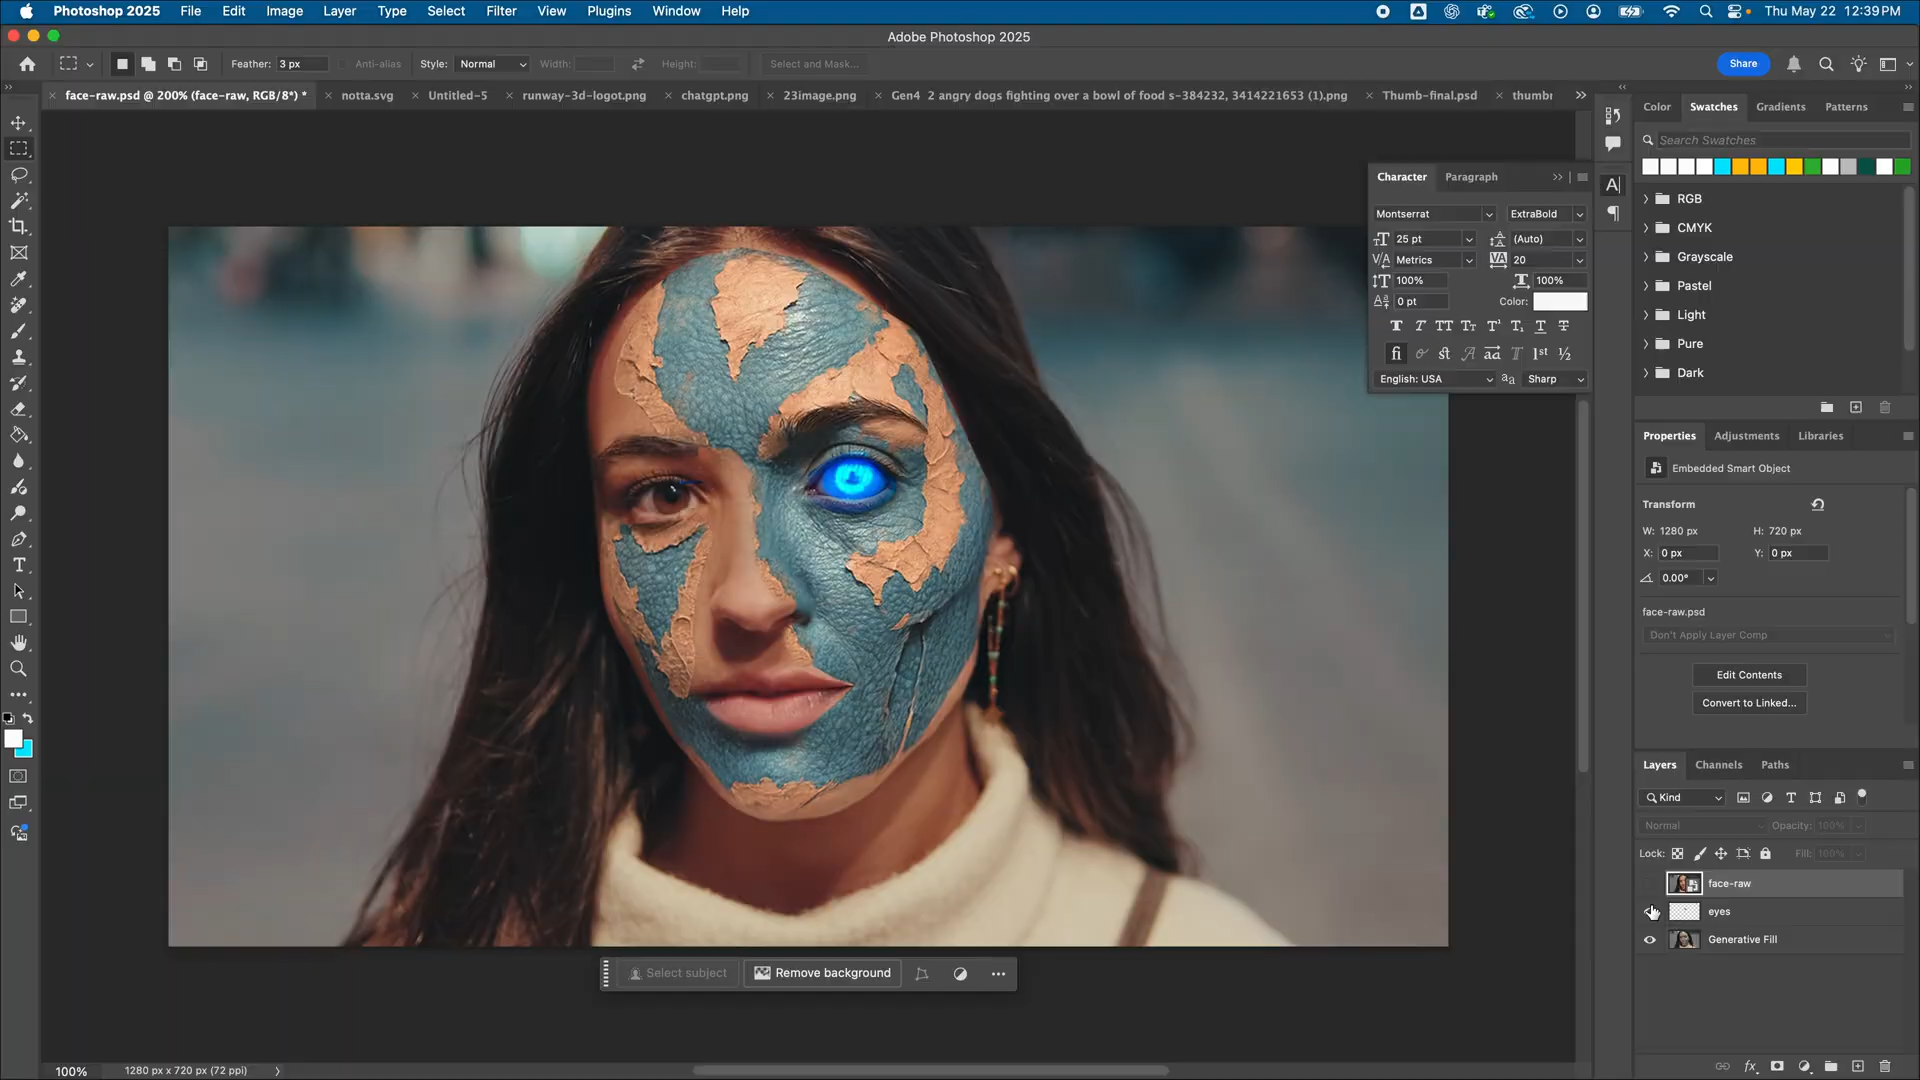 Photoshop 2025 File Edit Image Layer Type Select Filter View Plugins Window Help Thu May 22 12:39 PM
Adobe Photoshop 2025
Feather: 3 px Anti-alias Style: Normal Width: Height: Select and Mask... Share
face-raw.psd @ 200% (face-raw, RGB/8*) * notta.svg Untitled-5 runway-3d-logot.png chatgpt.png 23image.png Gen4 2 angry dogs fighting over a bowl of food s-384232, 3414221653 (1).png Thumb-final.psd thumbr
Color Swatches Gradients Patterns
Search Swatches
RGB
CMYK
Grayscale
Pastel
Light
Pure
Dark
Character Paragraph
Montserrat ExtraBold
25 pt (Auto)
Metrics 20
100% 100%
0 pt Color:
English: USA Sharp
Properties Adjustments Libraries
Embedded Smart Object
Transform
W: 1280 px H: 720 px
X: 0 px Y: 0 px
0.00°
face-raw.psd
Don't Apply Layer Comp
Edit Contents
Convert to Linked...
Layers Channels Paths
Kind
Normal Opacity: 100%
Lock: Fill: 100%
face-raw
eyes
Generative Fill
Select subject Remove background
100% 1280 px x 720 px (72 ppi)